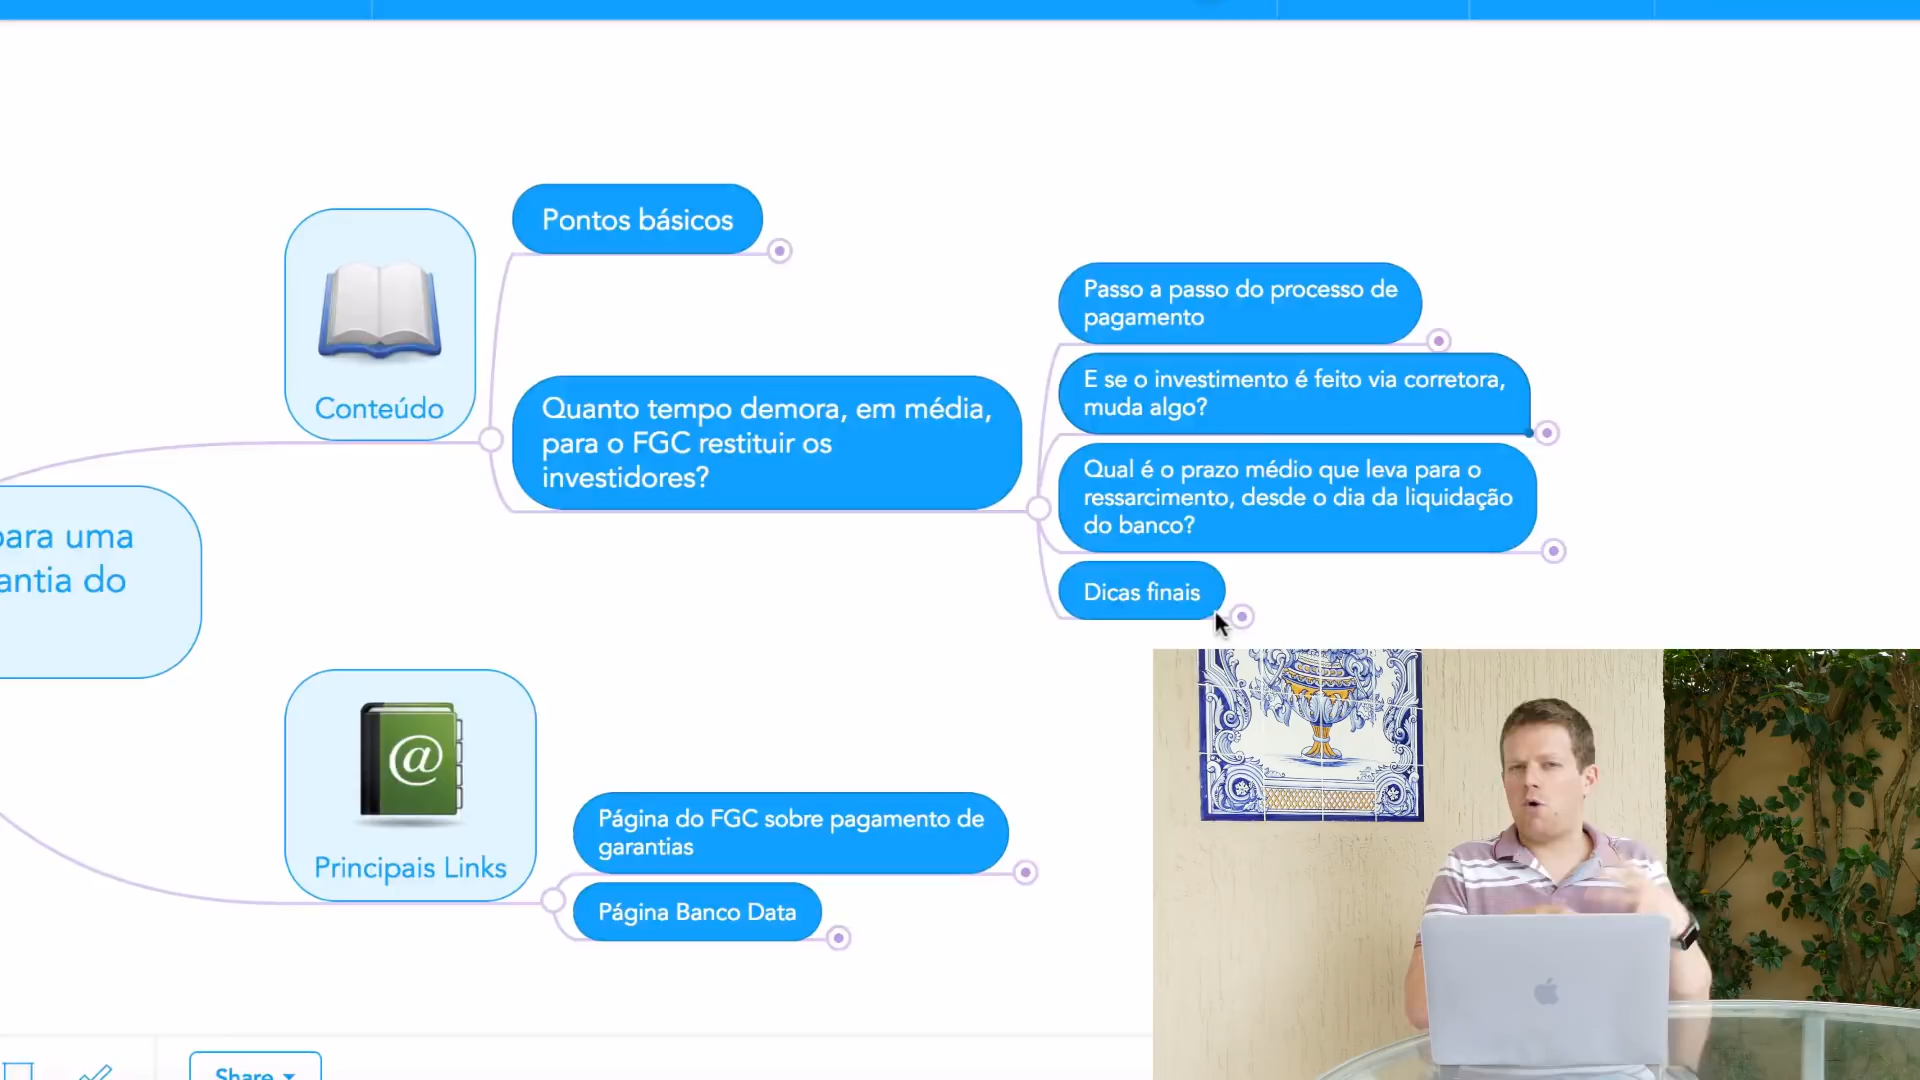 Pontos básicos
Conteúdo
Quanto tempo demora, em média,
para o FGC restituir os
investidores?
Passo a passo do processo de
pagamento
E se o investimento é feito via corretora,
muda algo?
Qual é o prazo médio que leva para o
ressarcimento, desde o dia da liquidação
do banco?
Dicas finais
para uma
antia do
@
Principais Links
Página do FGC sobre pagamento de
garantias
Página Banco Data
Share